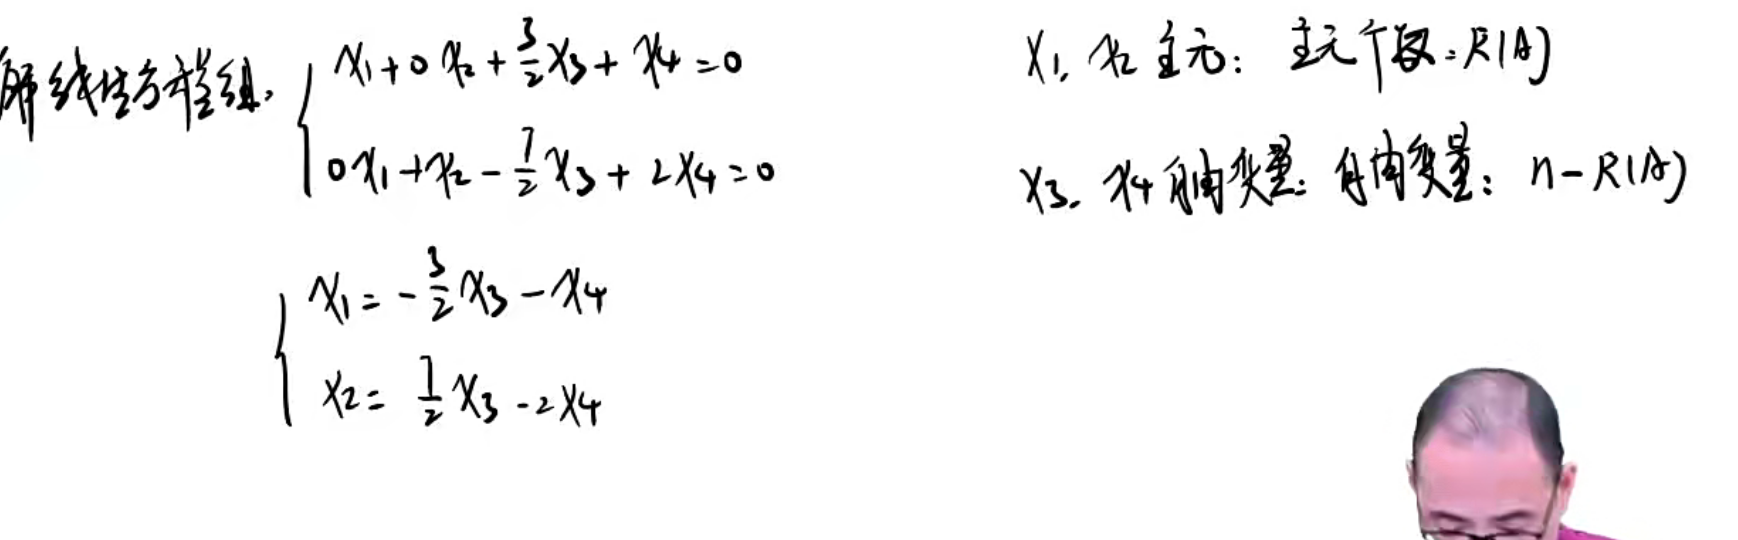 解线性方程组, { x₁+0x₂+3/2x₃+x₄=0
0x₁+x₂-7/2x₃+2x₄=0
{ x₁=-3/2x₃-x₄
x₂=7/2x₃-2x₄
x₁, x₂ 主元: 主元个数:R(A)
x₃, x₄ 自由变量: 自由变量: n-R(A)